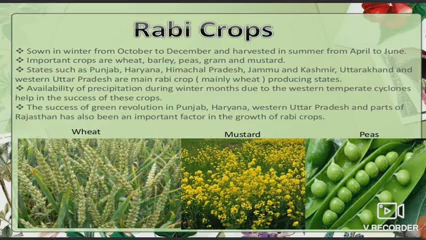 Rabi Crops
❖ Sown in winter from October to December and harvested in summer from April to June.
❖ Important crops are wheat, barley, peas, gram and mustard.
❖ States such as Punjab, Haryana, Himachal Pradesh, Jammu and Kashmir, Uttarakhand and
western Uttar Pradesh are main rabi crop ( mainly wheat ) producing states.
❖ Availability of precipitation during winter months due to the western temperate cyclones
help in the success of these crops.
❖ The success of green revolution in Punjab, Haryana, western Uttar Pradesh and parts of
Rajasthan has also been an important factor in the growth of rabi crops.
Wheat Mustard Peas
V RECORDER